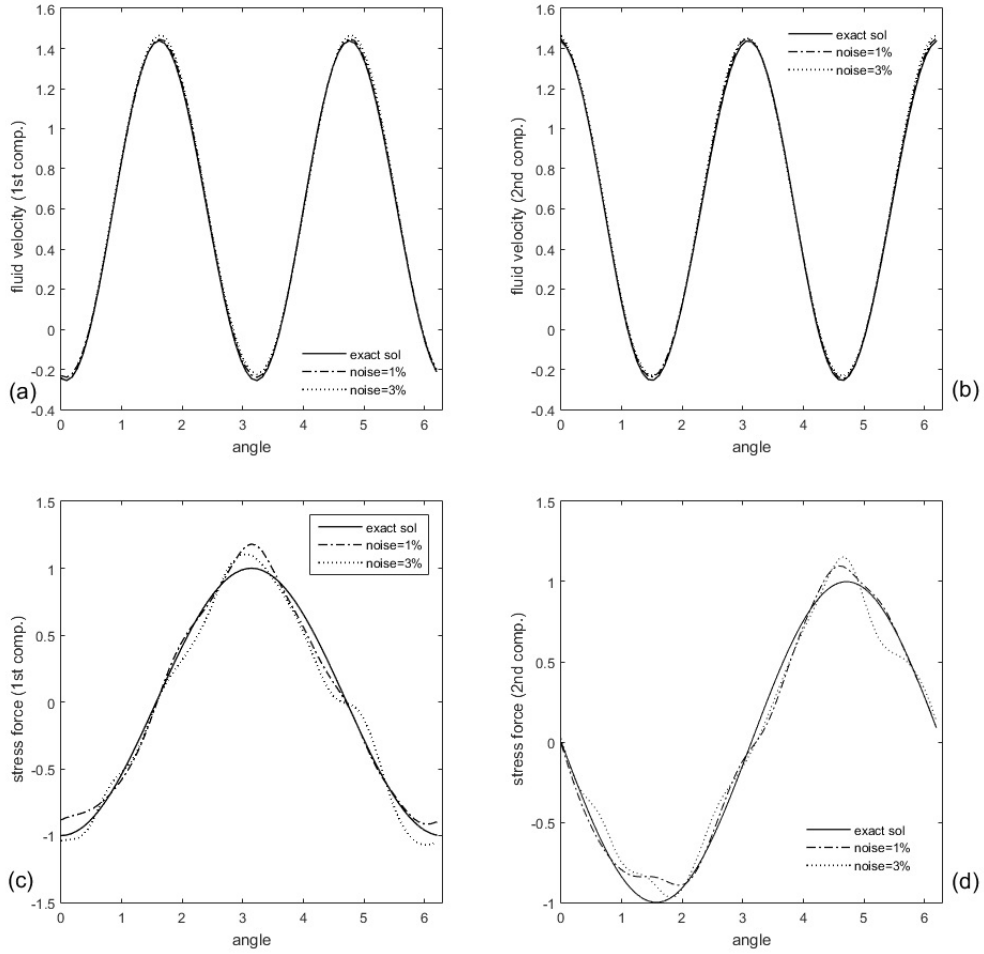 1.6
1.4
1.2
1
0.8
0.6
0.4
0.2
0
-0.2
-0.4
fluid velocity (1st comp.)
exact sol
noise=1%
noise=3%
0 1 2 3 4 5 6
angle
(a)
1.6
1.4
1.2
1
0.8
0.6
0.4
0.2
0
-0.2
-0.4
fluid velocity (2nd comp.)
exact sol
noise=1%
noise=3%
0 1 2 3 4 5 6
angle
(b)
1.5
1
0.5
0
-0.5
-1
-1.5
stress force (1st comp.)
exact sol
noise=1%
noise=3%
0 1 2 3 4 5 6
angle
(c)
1.5
1
0.5
0
-0.5
-1
stress force (2nd comp.)
exact sol
noise=1%
noise=3%
0 1 2 3 4 5 6
angle
(d)